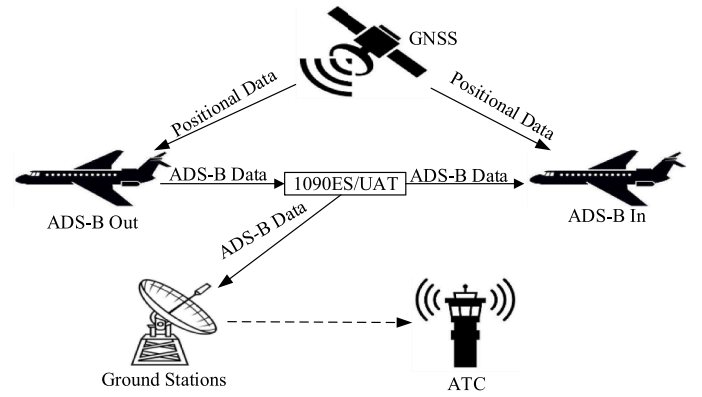 GNSS
Positional Data
Positional Data
ADS-B Data
1090ES/UAT
ADS-B Data
ADS-B Out
ADS-B In
ADS-B Data
Ground Stations
ATC